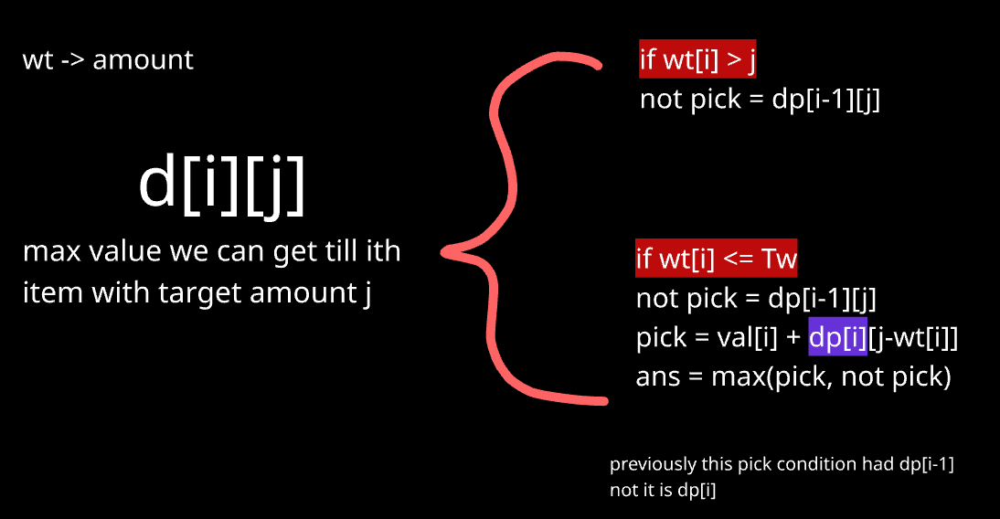 wt -> amount
d[i][j]
max value we can get till ith
item with target amount j
if wt[i] > j
not pick = dp[i-1][j]
if wt[i] <= Tw
not pick = dp[i-1][j]
pick = val[i] + dp[i][j-wt[i]]
ans = max(pick, not pick)
previously this pick condition had dp[i-1]
not it is dp[i]